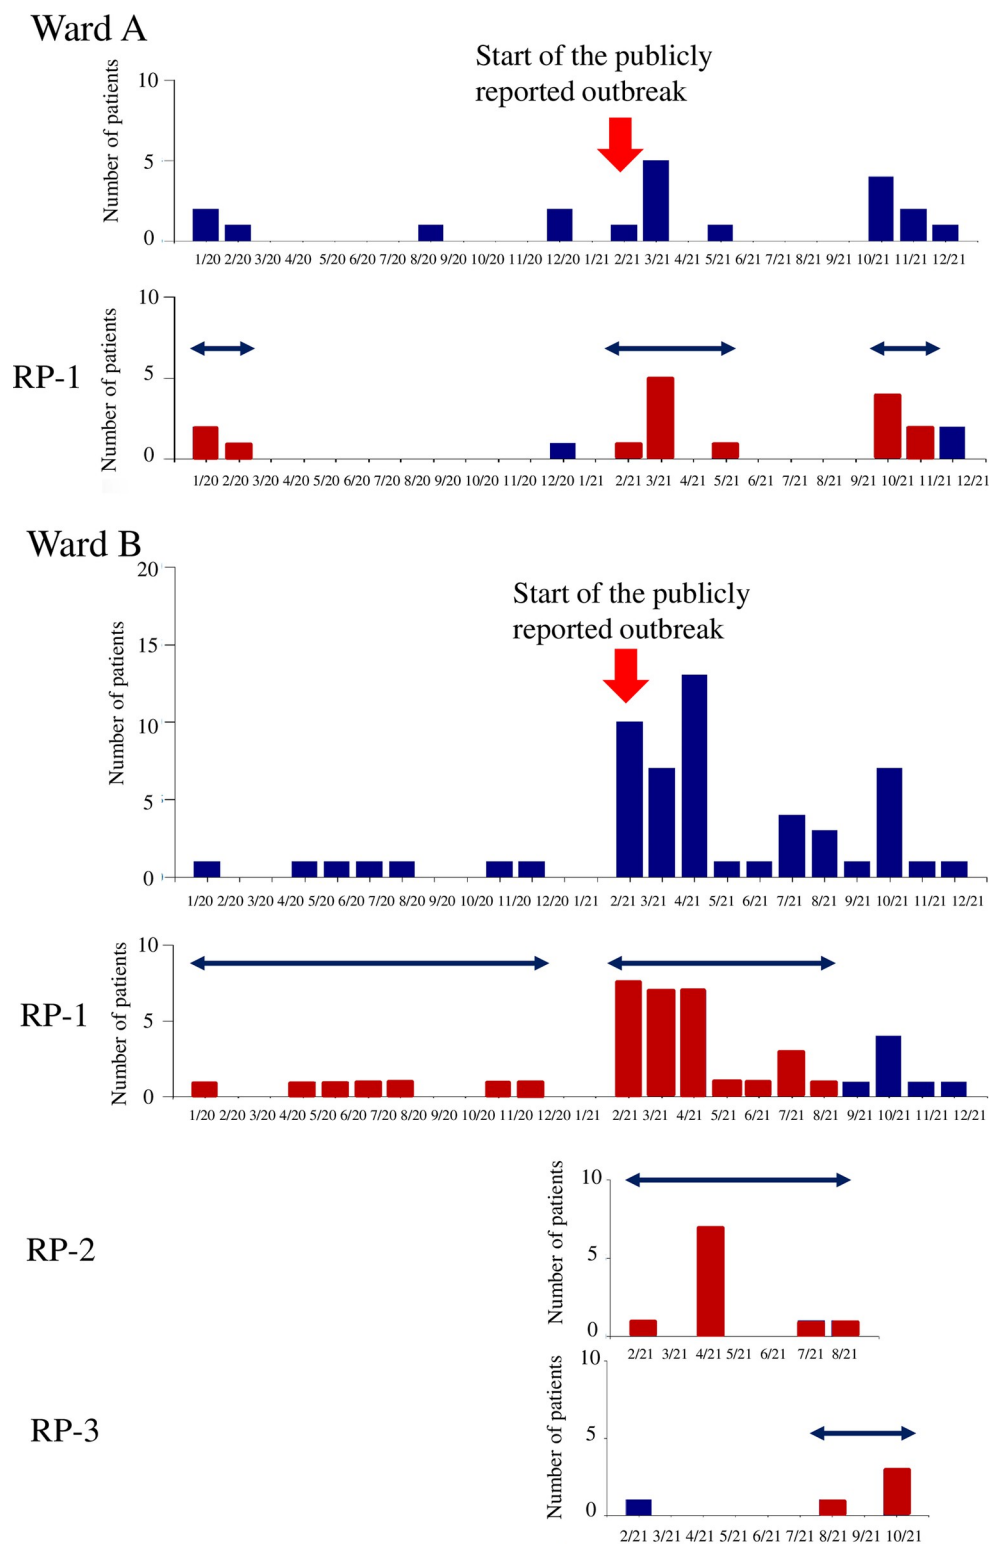 Ward A
Start of the publicly
reported outbreak
Number of patients
10
5
0
1/20 2/20 3/20 4/20 5/20 6/20 7/20 8/20 9/20 10/20 11/20 12/20 1/21 2/21 3/21 4/21 5/21 6/21 7/21 8/21 9/21 10/21 11/21 12/21
RP-1
Number of patients
10
5
0
1/20 2/20 3/20 4/20 5/20 6/20 7/20 8/20 9/20 10/20 11/20 12/20 1/21 2/21 3/21 4/21 5/21 6/21 7/21 8/21 9/21 10/21 11/21 12/21
Ward B
Start of the publicly
reported outbreak
Number of patients
20
15
10
5
0
1/20 2/20 3/20 4/20 5/20 6/20 7/20 8/20 9/20 10/20 11/20 12/20 1/21 2/21 3/21 4/21 5/21 6/21 7/21 8/21 9/21 10/21 11/21 12/21
RP-1
Number of patients
10
5
0
1/20 2/20 3/20 4/20 5/20 6/20 7/20 8/20 9/20 10/20 11/20 12/20 1/21 2/21 3/21 4/21 5/21 6/21 7/21 8/21 9/21 10/21 11/21 12/21
RP-2
Number of patients
10
5
0
2/21 3/21 4/21 5/21 6/21 7/21 8/21
RP-3
Number of patients
10
5
0
2/21 3/21 4/21 5/21 6/21 7/21 8/21 9/21 10/21